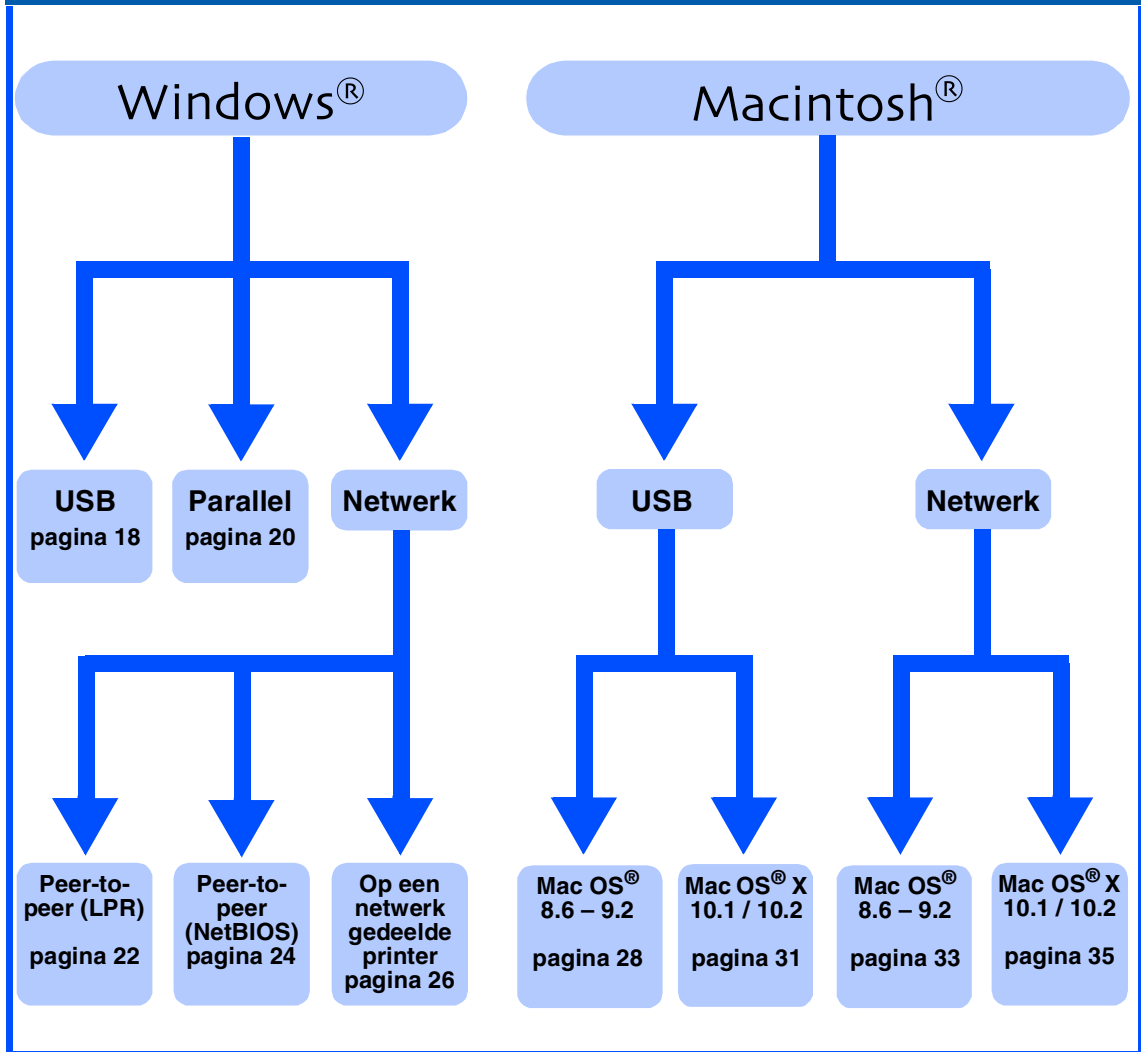 Windows®
Macintosh®
USB
pagina 18
Parallel
pagina 20
Netwerk
USB
Netwerk
Peer-to-
peer (LPR)
pagina 22
Peer-to-
peer
(NetBIOS)
pagina 24
Op een
netwerk
gedeelde
printer
pagina 26
Mac OS®
8.6 – 9.2
pagina 28
Mac OS® X
10.1 / 10.2
pagina 31
Mac OS®
8.6 – 9.2
pagina 33
Mac OS® X
10.1 / 10.2
pagina 35